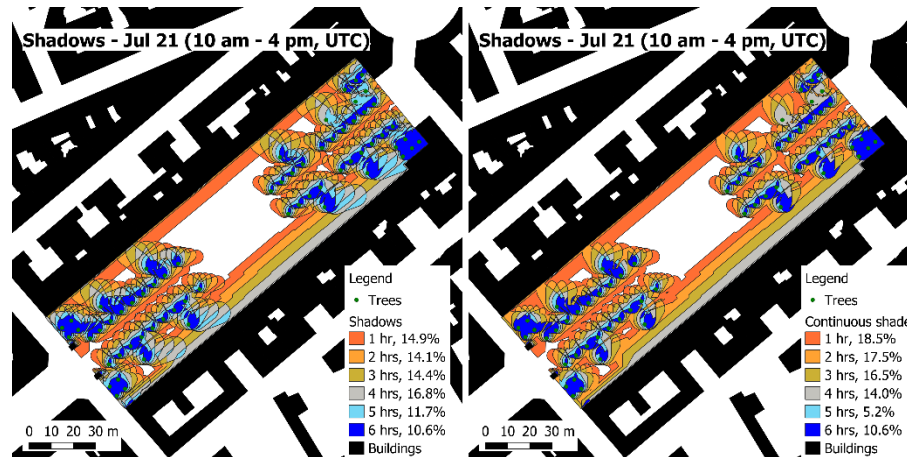 Shadows - Jul 21 (10 am - 4 pm, UTC)
Legend
Trees
Shadows
1 hr, 14.9%
2 hrs, 14.1%
3 hrs, 14.4%
4 hrs, 16.8%
5 hrs, 11.7%
6 hrs, 10.6%
Buildings
0 10 20 30 m
Shadows - Jul 21 (10 am - 4 pm, UTC)
Legend
Trees
Continuous shade
1 hr, 18.5%
2 hrs, 17.5%
3 hrs, 16.5%
4 hrs, 14.0%
5 hrs, 5.2%
6 hrs, 10.6%
Buildings
0 10 20 30 m